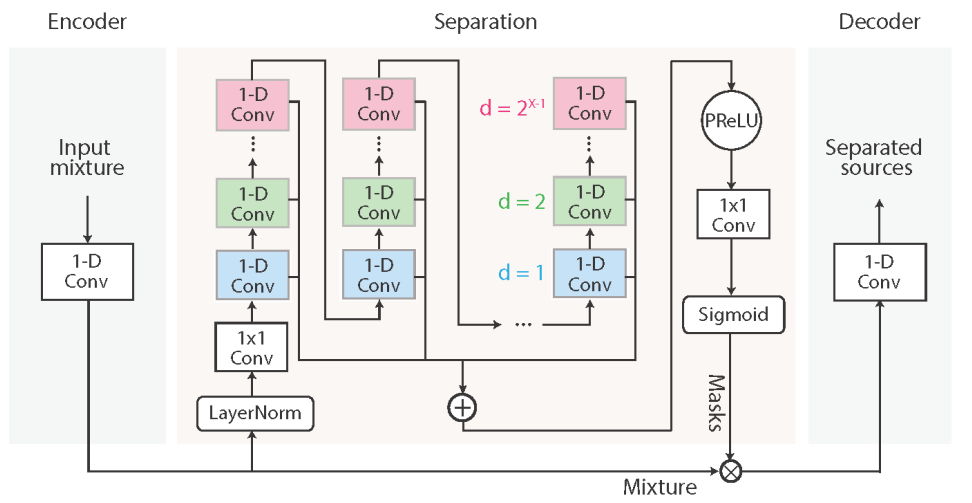 Encoder
Separation
Decoder
Input
mixture
1-D
Conv
1-D
Conv
...
1-D
Conv
1-D
Conv
1x1
Conv
LayerNorm
1-D
Conv
...
1-D
Conv
1-D
Conv
...
d = 2^{X-1}
1-D
Conv
...
d = 2
1-D
Conv
d = 1
1-D
Conv
+
PReLU
1x1
Conv
Sigmoid
Masks
Mixture
Separated
sources
1-D
Conv